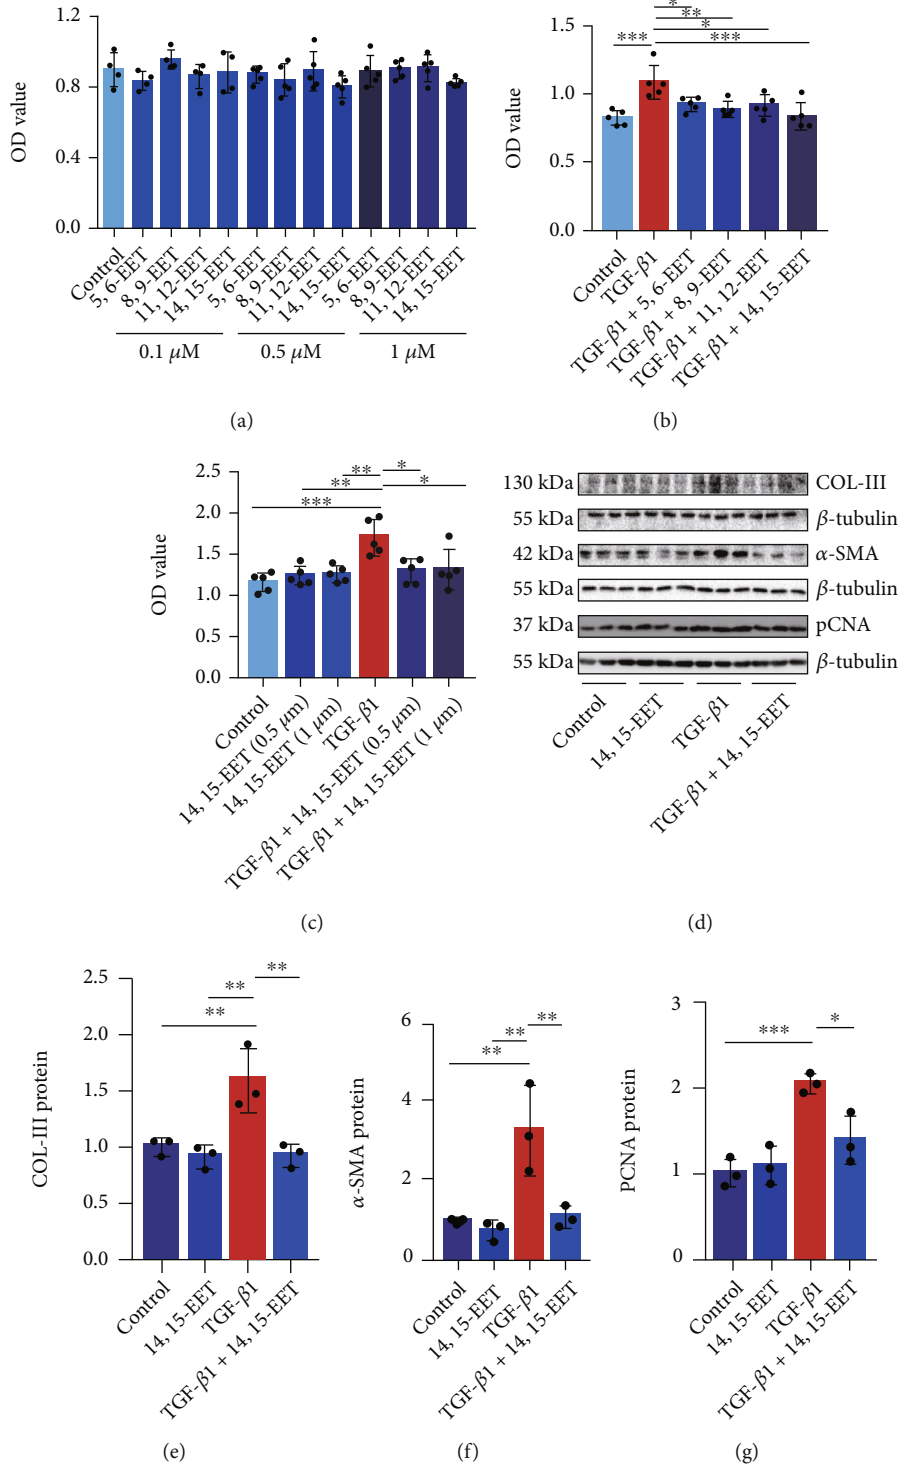 1.2
0.8
0.4
0.0
OD value
Control
5, 6-EET
8, 9-EET
11, 12-EET
14, 15-EET
5, 6-EET
8, 9-EET
11, 12-EET
14, 15-EET
5, 6-EET
8, 9-EET
11, 12-EET
14, 15-EET
0.1 μM
0.5 μM
1 μM
(a)
1.5
1.0
0.5
0.0
OD value
*
**
*
***
***
Control
TGF-β1
TGF-β1 + 5, 6-EET
TGF-β1 + 8, 9-EET
TGF-β1 + 11, 12-EET
TGF-β1 + 14, 15-EET
(b)
2.5
2.0
1.5
1.0
0.5
0.0
OD value
**
*
**
*
***
Control
14, 15-EET (0.5 μm)
14, 15-EET (1 μm)
TGF-β1
TGF-β1 + 14, 15-EET (0.5 μm)
TGF-β1 + 14, 15-EET (1 μm)
(c)
130 kDa COL-III
55 kDa β-tubulin
42 kDa α-SMA
55 kDa β-tubulin
37 kDa pCNA
55 kDa β-tubulin
Control
14, 15-EET
TGF-β1
TGF-β1 + 14, 15-EET
(d)
2.5
2.0
1.5
1.0
0.5
0.0
COL-III protein
**
**
**
Control
14, 15-EET
TGF-β1
TGF-β1 + 14, 15-EET
(e)
6
4
2
0
α-SMA protein
**
**
**
Control
14, 15-EET
TGF-β1
TGF-β1 + 14, 15-EET
(f)
3
2
1
0
PCNA protein
***
*
Control
14, 15-EET
TGF-β1
TGF-β1 + 14, 15-EET
(g)